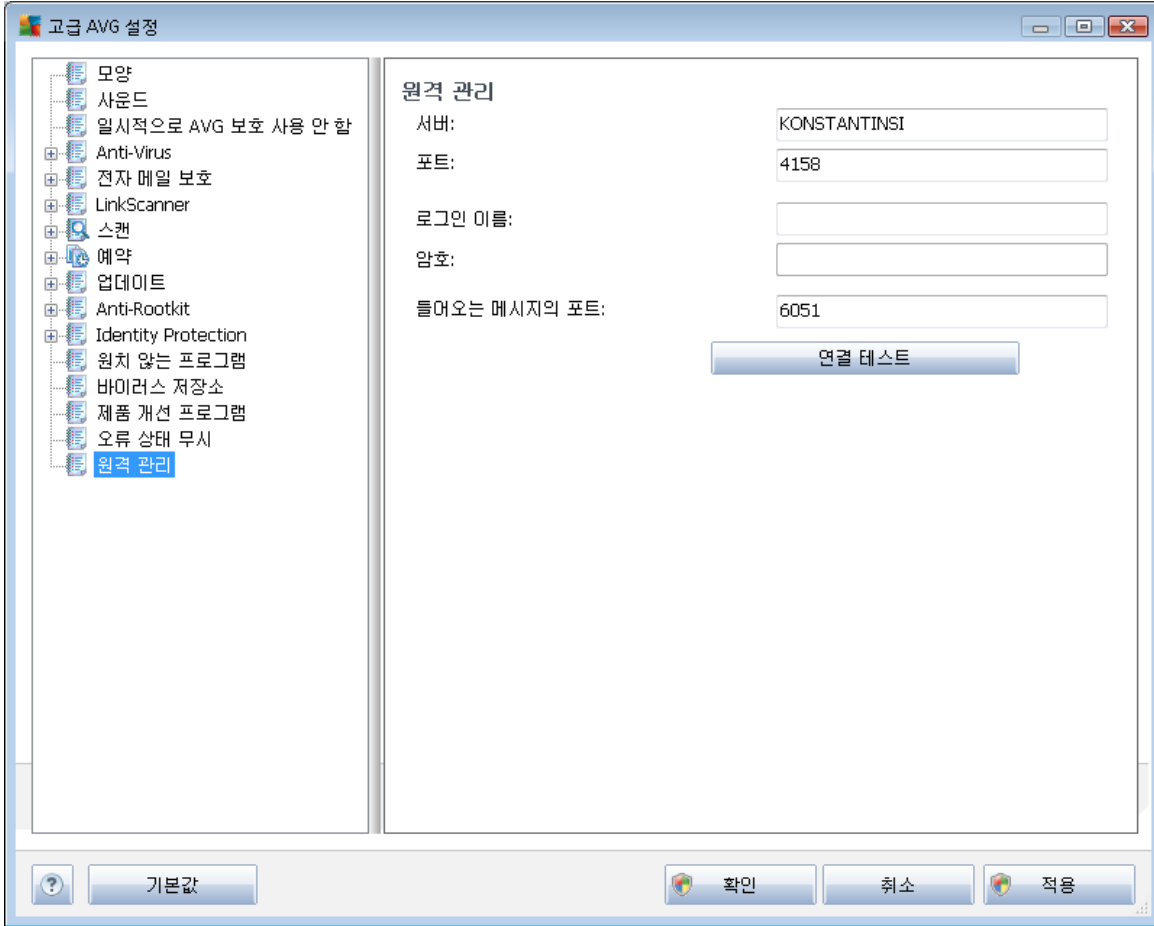 고급 AVG 설정
모양
사운드
일시적으로 AVG 보호 사용 안 함
Anti-Virus
전자 메일 보호
LinkScanner
스캔
예약
업데이트
Anti-Rootkit
Identity Protection
원치 않는 프로그램
바이러스 저장소
제품 개선 프로그램
오류 상태 무시
원격 관리
원격 관리
서버: KONSTANTINSI
포트: 4158
로그인 이름:
암호:
들어오는 메시지의 포트: 6051
연결 테스트
? 기본값 확인 취소 적용